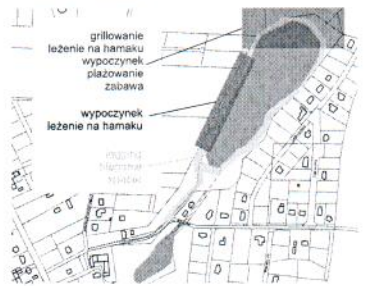 grillowanie
leżenie na hamaku
wypoczynek
plażowanie
zabawa
wypoczynek
leżenie na hamaku